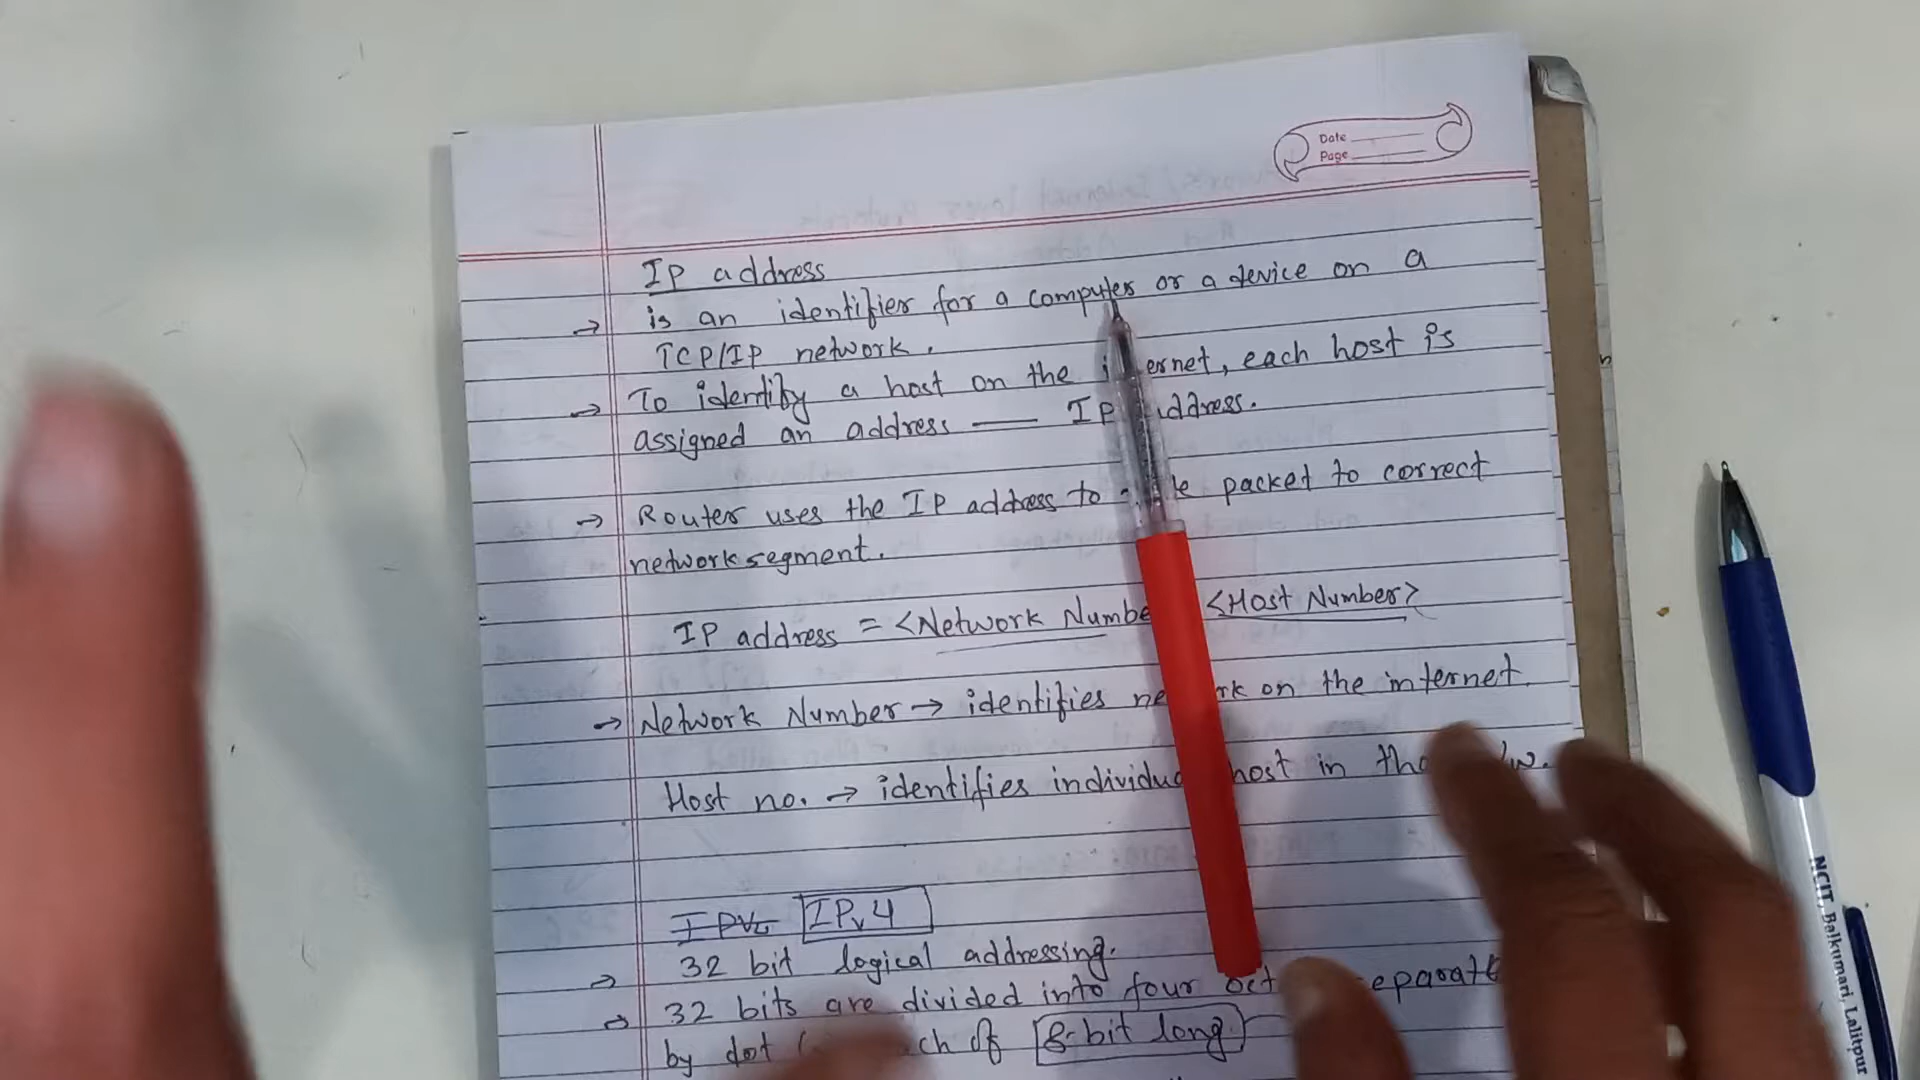 Date
Page
IP address
→ is an identifier for a computer or a device on a
TCP/IP network.
→ To identify a host on the ernet, each host is
assigned an address — IP ddress.
→ Router uses the IP address to packet to correct
network segment.
IP address = <Network Numbe <Host Number>
→ Network Number → identifies ne rk on the internet.
Host no. → identifies individu host in tha /w.
IPv4 IPv4
→ 32 bit logical addressing.
→ 32 bits are divided into four oct eparate
by dot ch of 8-bit long
NCIT, Balkumari, Lalitpur